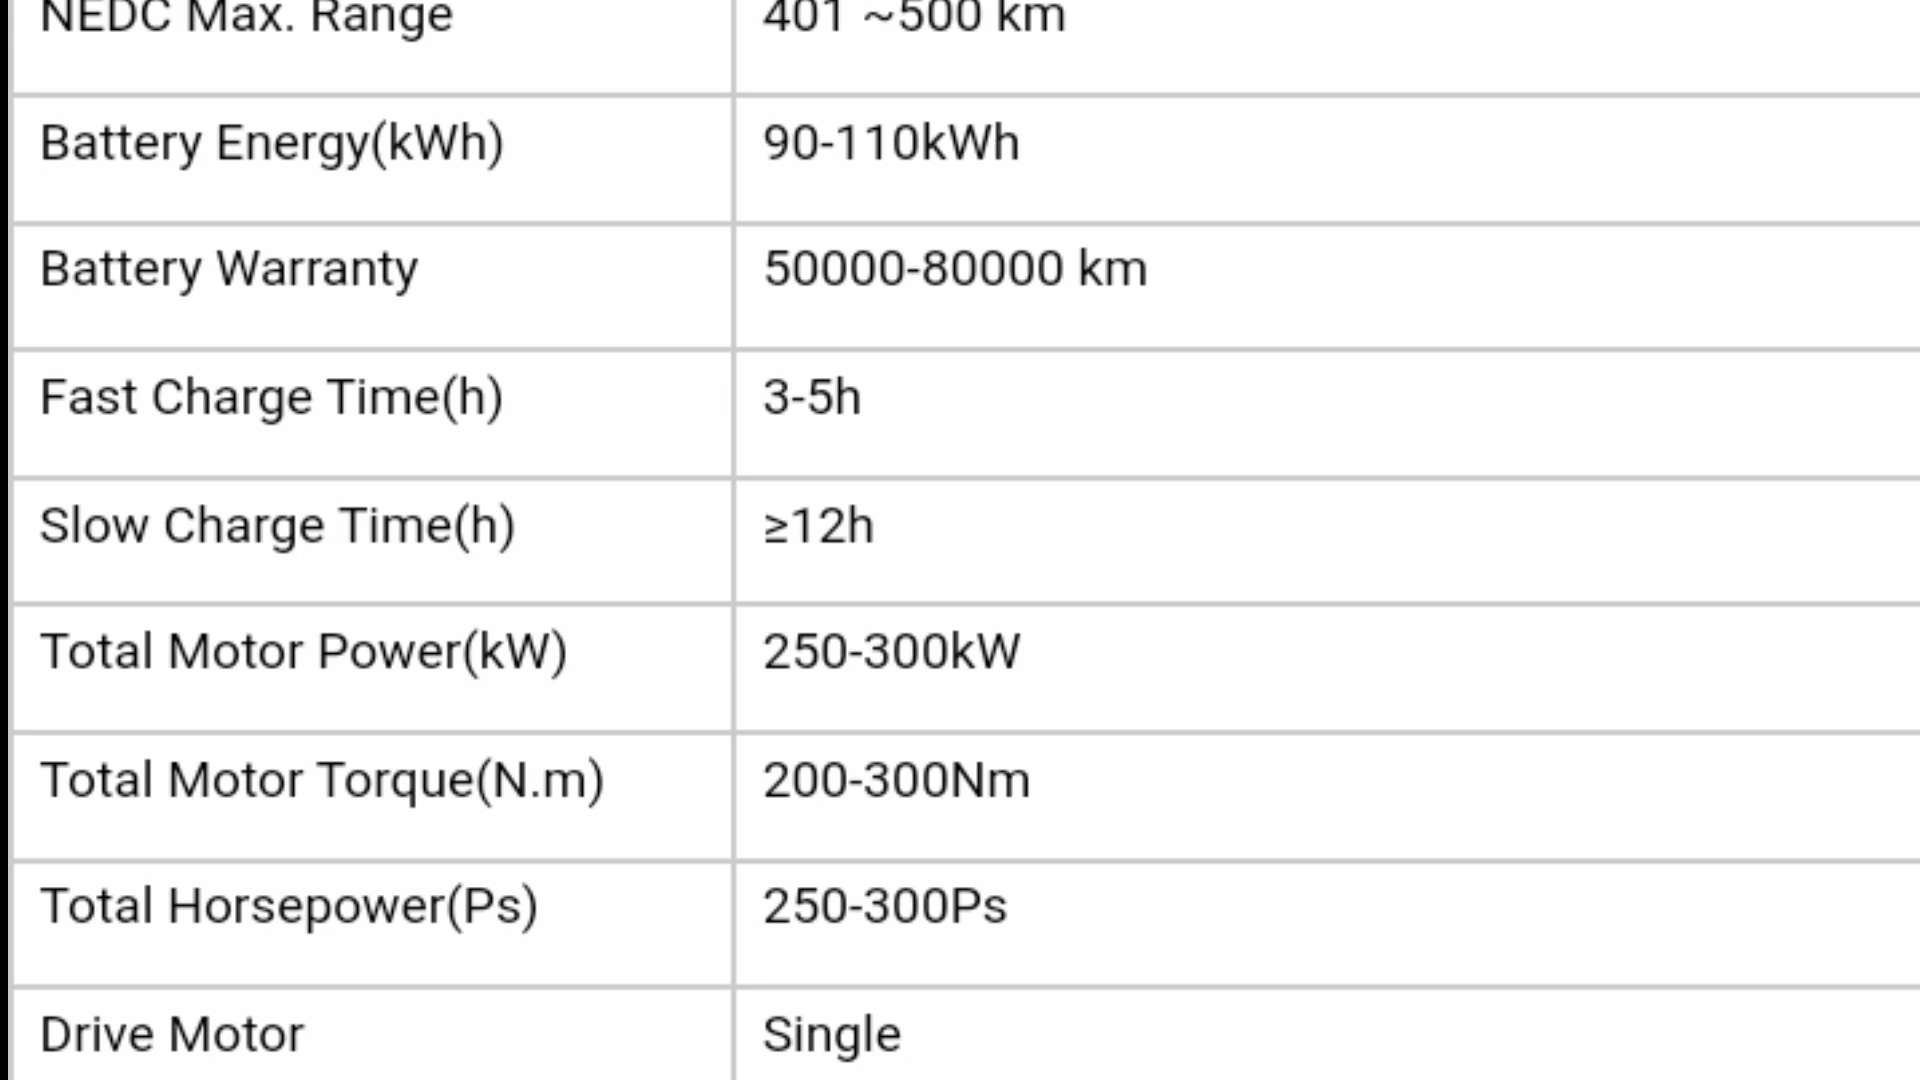 NEDC Max. Range 401 ~500 km
Battery Energy(kWh) 90-110kWh
Battery Warranty 50000-80000 km
Fast Charge Time(h) 3-5h
Slow Charge Time(h) ≥12h
Total Motor Power(kW) 250-300kW
Total Motor Torque(N.m) 200-300Nm
Total Horsepower(Ps) 250-300Ps
Drive Motor Single